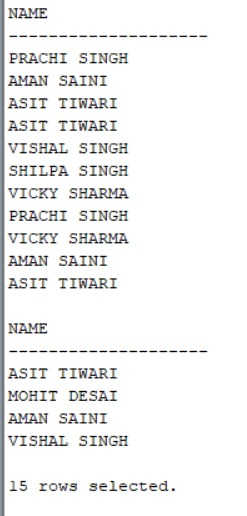 NAME
--------------------
PRACHI SINGH
AMAN SAINI
ASIT TIWARI
ASIT TIWARI
VISHAL SINGH
SHILPA SINGH
VICKY SHARMA
PRACHI SINGH
VICKY SHARMA
AMAN SAINI
ASIT TIWARI
NAME
--------------------
ASIT TIWARI
MOHIT DESAI
AMAN SAINI
VISHAL SINGH
15 rows selected.